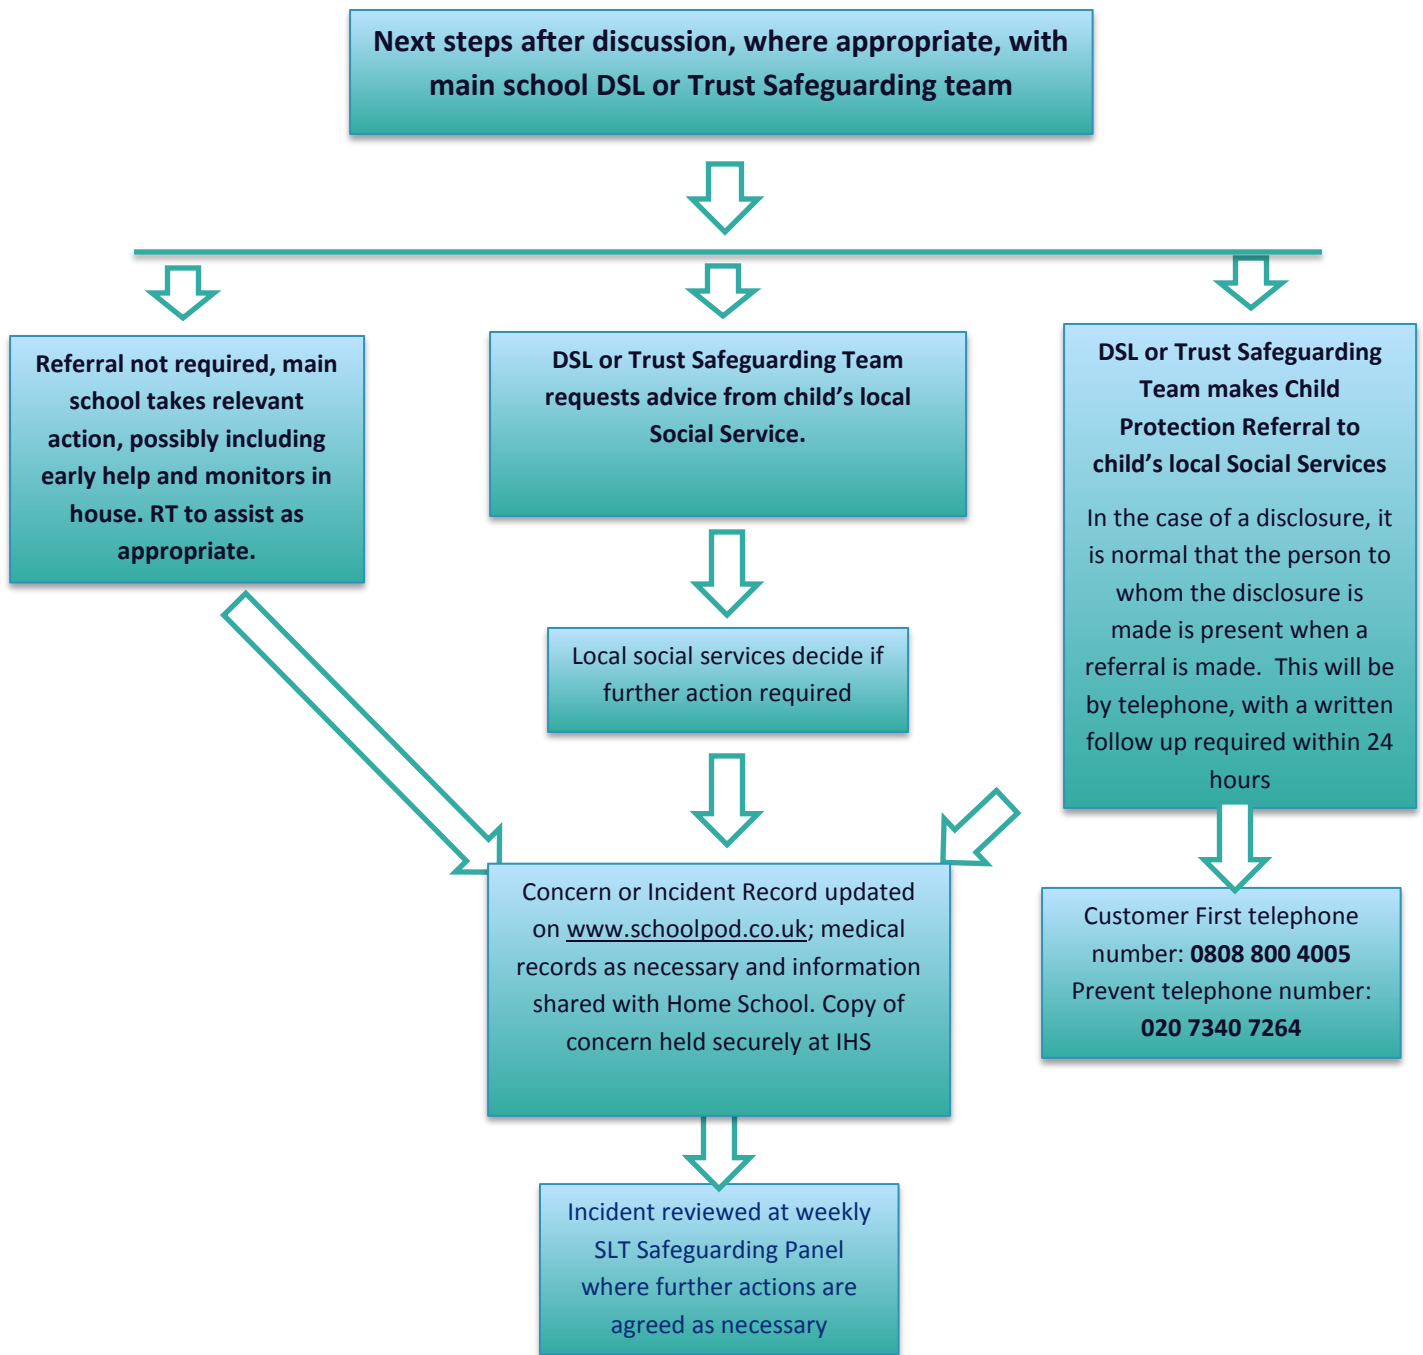 Next steps after discussion, where appropriate, with
main school DSL or Trust Safeguarding team
Referral not required, main
school takes relevant
action, possibly including
early help and monitors in
house. RT to assist as
appropriate.
DSL or Trust Safeguarding Team
requests advice from child’s local
Social Service.
DSL or Trust Safeguarding
Team makes Child
Protection Referral to
child’s local Social Services
In the case of a disclosure, it
is normal that the person to
whom the disclosure is
made is present when a
referral is made.  This will be
by telephone, with a written
follow up required within 24
hours
Local social services decide if
further action required
Concern or Incident Record updated
on www.schoolpod.co.uk; medical
records as necessary and information
shared with Home School. Copy of
concern held securely at IHS
Customer First telephone
number: 0808 800 4005
Prevent telephone number:
020 7340 7264
Incident reviewed at weekly
SLT Safeguarding Panel
where further actions are
agreed as necessary